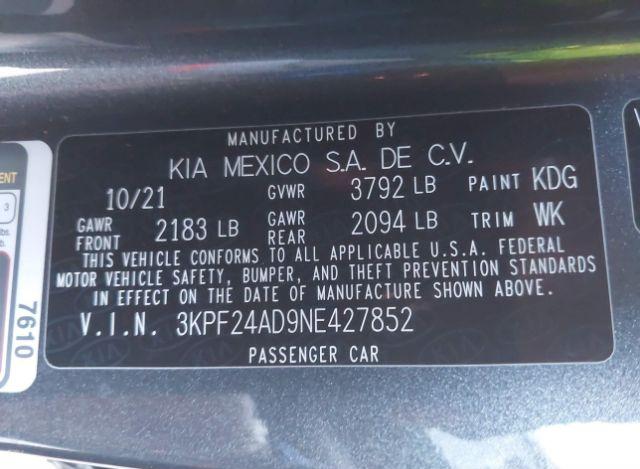 MANUFACTURED BY
KIA MEXICO S.A. DE C.V.
10/21 GVWR 3792 LB PAINT KDG
GAWR FRONT 2183 LB GAWR REAR 2094 LB TRIM WK
THIS VEHICLE CONFORMS TO ALL APPLICABLE U.S.A. FEDERAL
MOTOR VEHICLE SAFETY, BUMPER, AND THEFT PREVENTION STANDARDS
IN EFFECT ON THE DATE OF MANUFACTURE SHOWN ABOVE.
V.I.N. 3KPF24AD9NE427852
PASSENGER CAR
3
7610